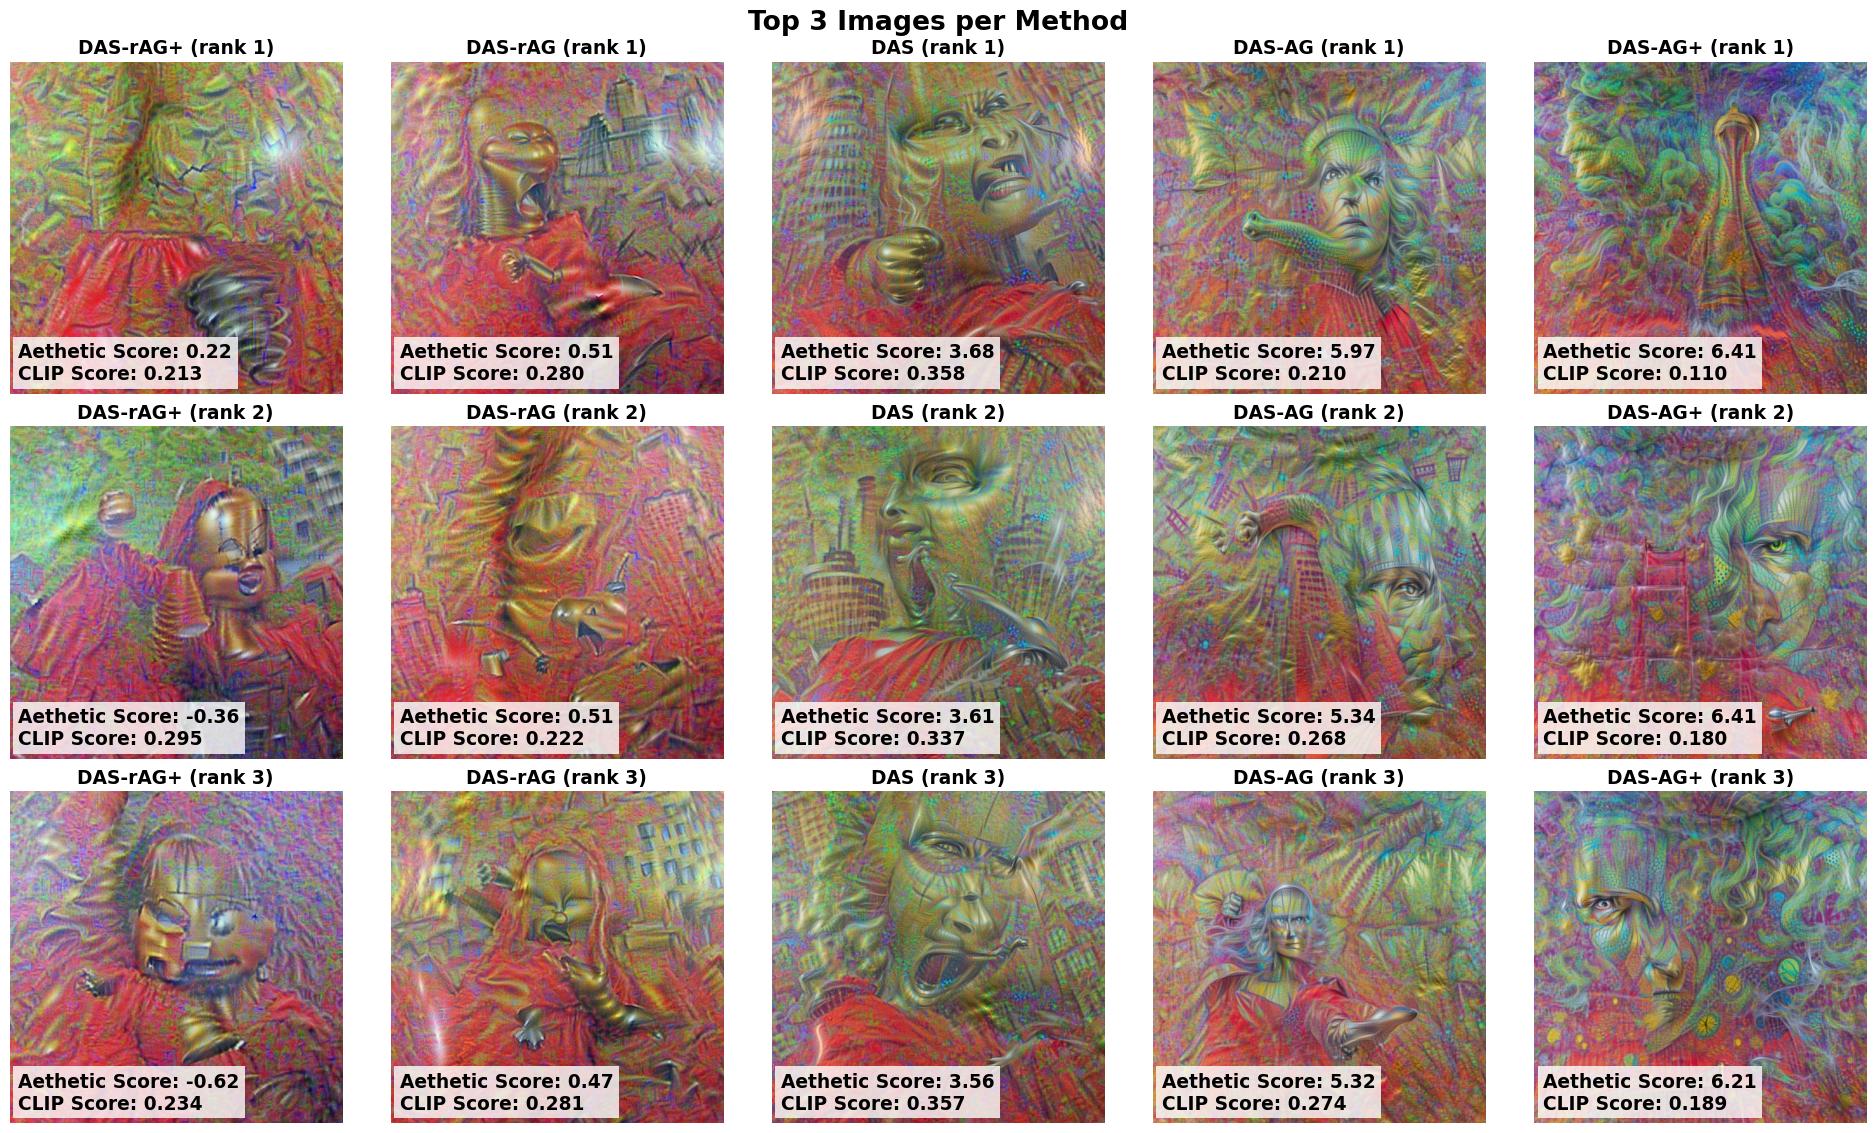 Top 3 Images per Method
DAS-rAG+ (rank 1)
DAS-rAG (rank 1)
DAS (rank 1)
DAS-AG (rank 1)
DAS-AG+ (rank 1)
Aethetic Score: 0.22
CLIP Score: 0.213
Aethetic Score: 0.51
CLIP Score: 0.280
Aethetic Score: 3.68
CLIP Score: 0.358
Aethetic Score: 5.97
CLIP Score: 0.210
Aethetic Score: 6.41
CLIP Score: 0.110
DAS-rAG+ (rank 2)
DAS-rAG (rank 2)
DAS (rank 2)
DAS-AG (rank 2)
DAS-AG+ (rank 2)
Aethetic Score: -0.36
CLIP Score: 0.295
Aethetic Score: 0.51
CLIP Score: 0.222
Aethetic Score: 3.61
CLIP Score: 0.337
Aethetic Score: 5.34
CLIP Score: 0.268
Aethetic Score: 6.41
CLIP Score: 0.180
DAS-rAG+ (rank 3)
DAS-rAG (rank 3)
DAS (rank 3)
DAS-AG (rank 3)
DAS-AG+ (rank 3)
Aethetic Score: -0.62
CLIP Score: 0.234
Aethetic Score: 0.47
CLIP Score: 0.281
Aethetic Score: 3.56
CLIP Score: 0.357
Aethetic Score: 5.32
CLIP Score: 0.274
Aethetic Score: 6.21
CLIP Score: 0.189